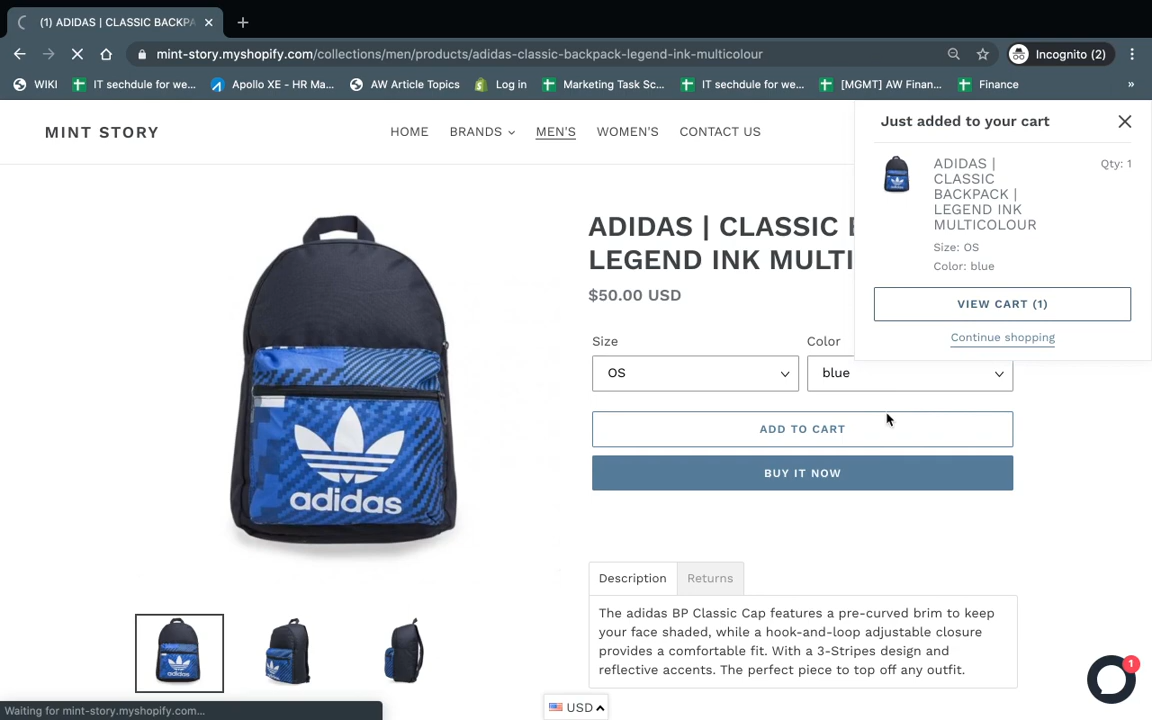 (1) ADIDAS | CLASSIC BACKPA
mint-story.myshopify.com/collections/men/products/adidas-classic-backpack-legend-ink-multicolour
Incognito (2)
WIKI
IT sechdule for we...
Apollo XE - HR Ma...
AW Article Topics
Log in
Marketing Task Sc...
IT techdule for we...
[MGMT] AW Finan...
Finance
»
MINT STORY
HOME
BRANDS
MEN'S
WOMEN'S
CONTACT US
Just added to your cart
ADIDAS |
CLASSIC
BACKPACK |
LEGEND INK
MULTICOLOUR
Qty: 1
Size: OS
Color: blue
VIEW CART (1)
Continue shopping
adidas
ADIDAS | CLASSIC
LEGEND INK MULTI
$50.00 USD
Size
Color
OS
blue
ADD TO CART
BUY IT NOW
Description
Returns
The adidas BP Classic Cap features a pre-curved brim to keep
your face shaded, while a hook-and-loop adjustable closure
provides a comfortable fit. With a 3-Stripes design and
reflective accents. The perfect piece to top off any outfit.
1
Waiting for mint-story.myshopify.com...
USD